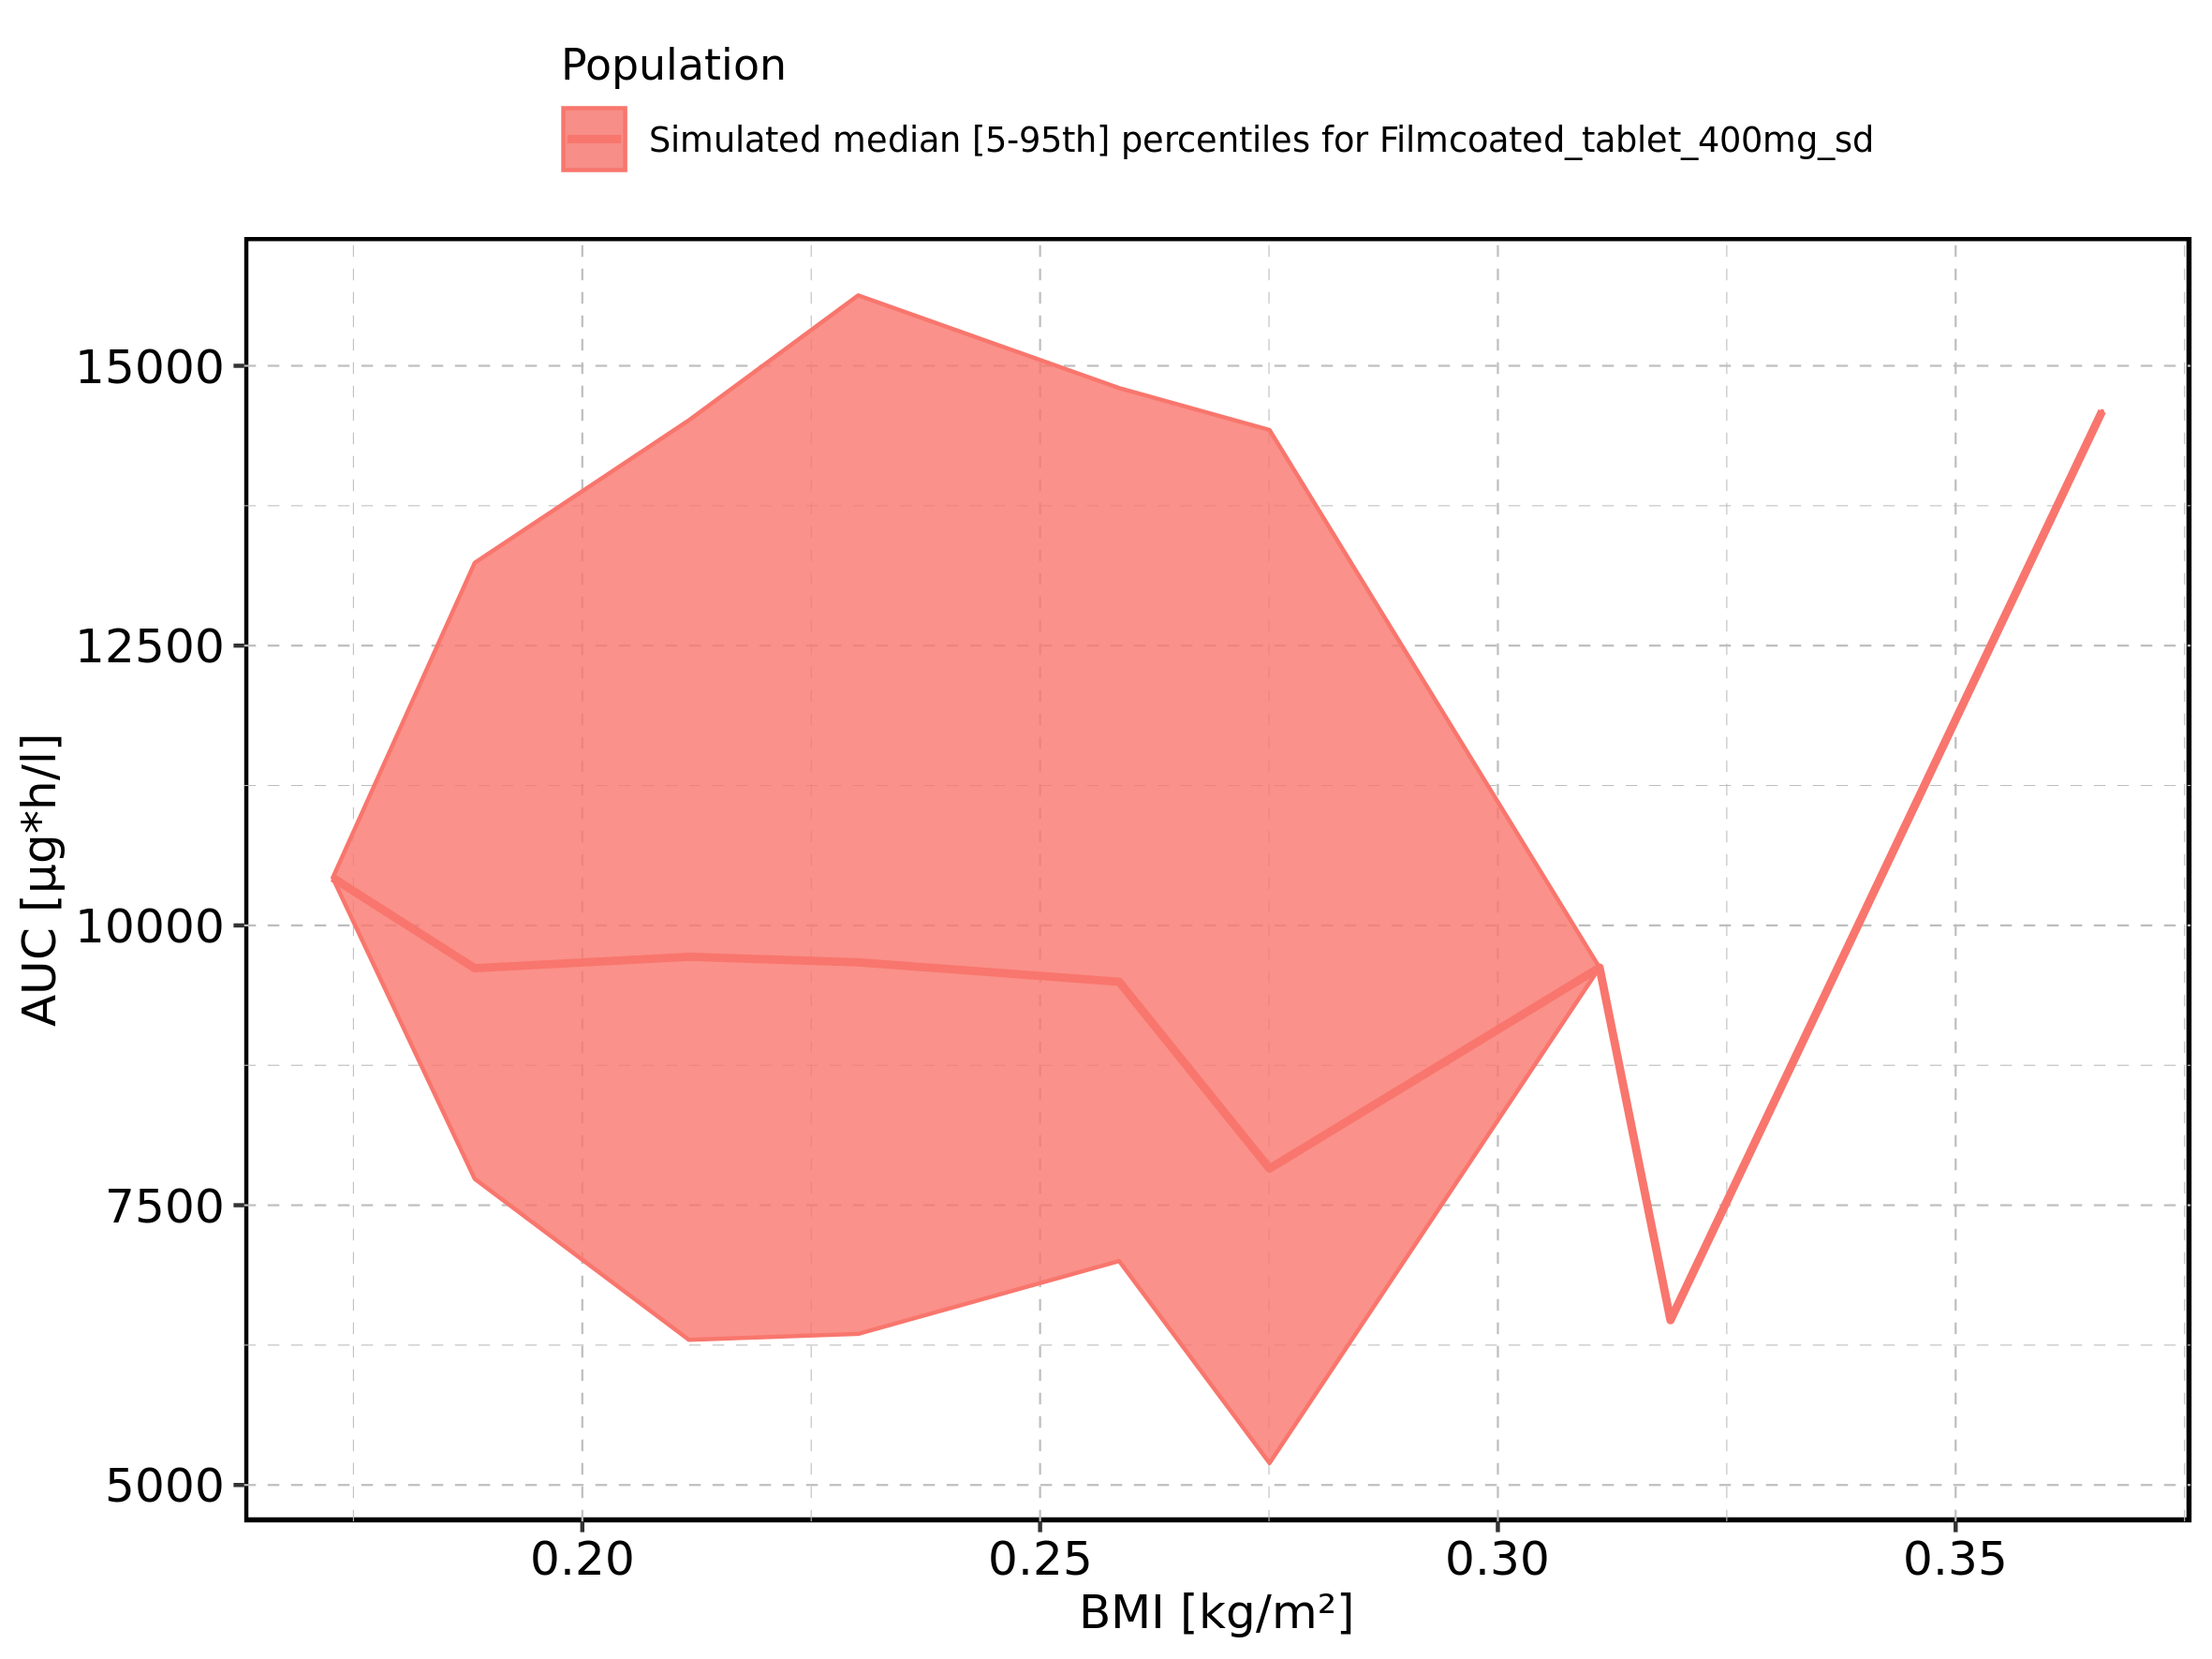 Population
Simulated median [5-95th] percentiles for Filmcoated_tablet_400mg_sd
15000
12500
10000
7500
5000
AUC [µg*h/l]
0.20 0.25 0.30 0.35
BMI [kg/m²]